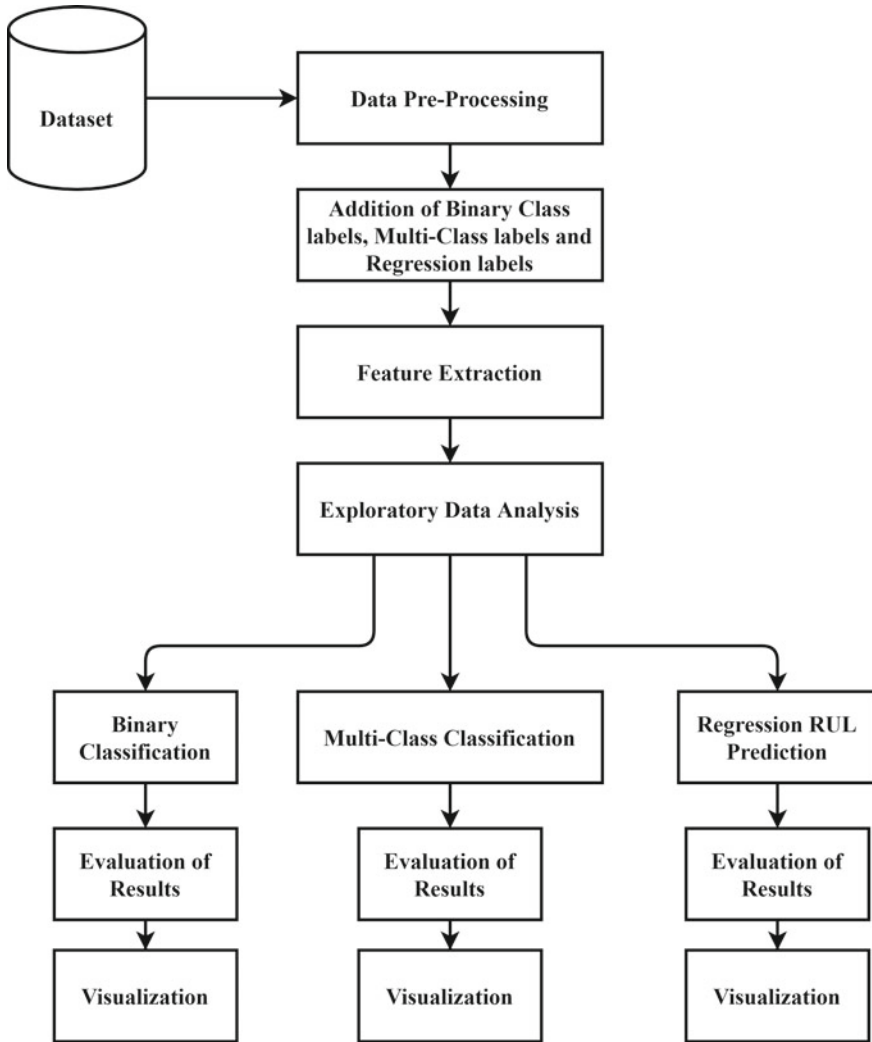 Dataset
Data Pre-Processing
Addition of Binary Class
labels, Multi-Class labels and
Regression labels
Feature Extraction
Exploratory Data Analysis
Binary
Classification
Multi-Class Classification
Regression RUL
Prediction
Evaluation of
Results
Evaluation of
Results
Evaluation of
Results
Visualization
Visualization
Visualization